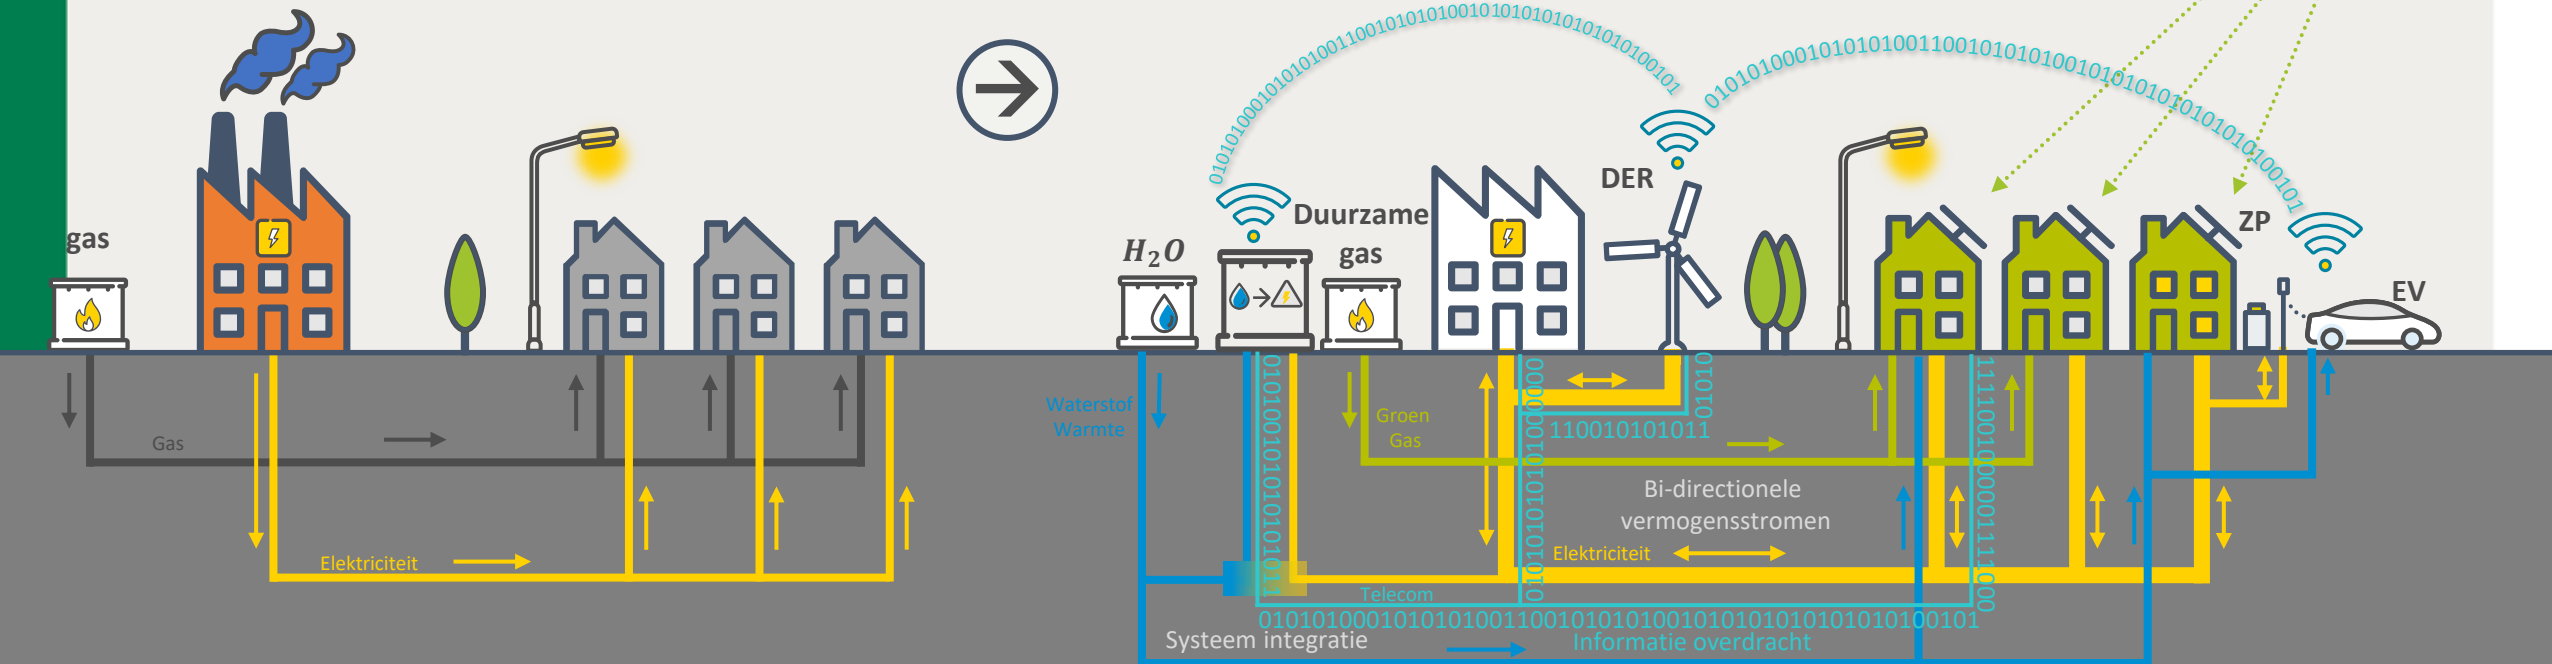 gas
Gas
Elektriciteit
H₂O
Duurzame
gas
DER
ZP
EV
Waterstof
Warmte
Groen
Gas
110010101011
01010
Bi-directionele
vermogensstromen
Elektriciteit
Telecom
Systeem integratie
Informatie overdracht